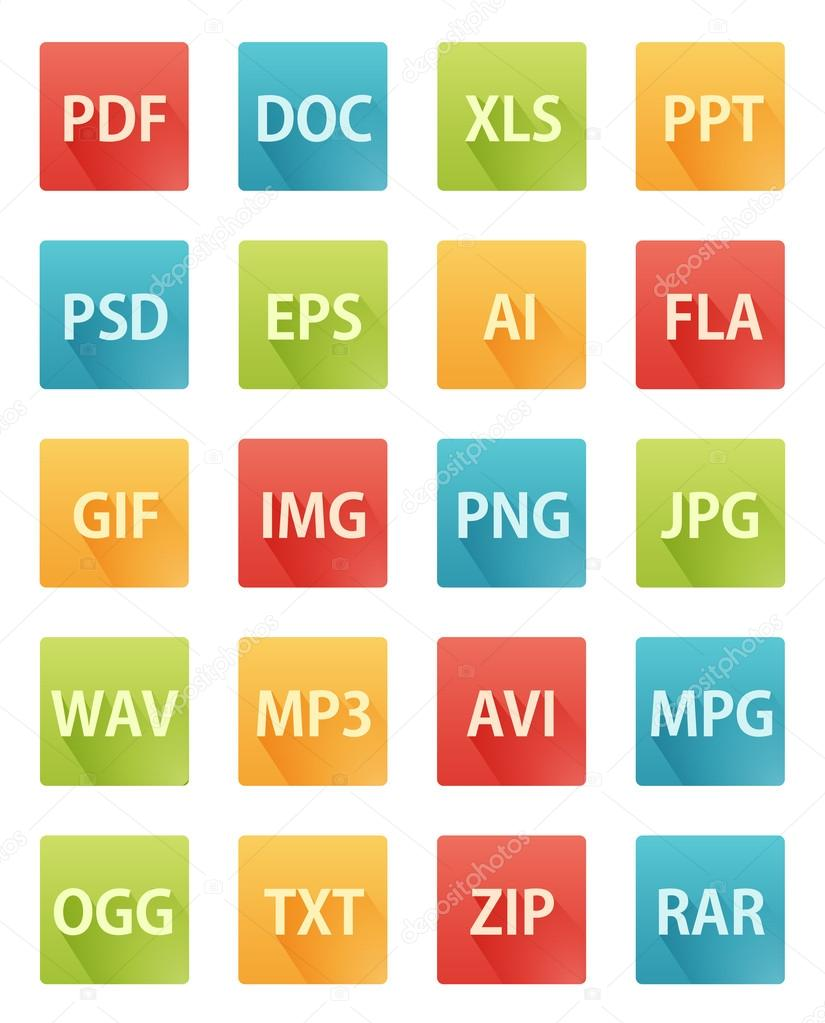 PDF DOC XLS PPT
PSD EPS AI FLA
GIF IMG PNG JPG
WAV MP3 AVI MPG
OGG TXT ZIP RAR
depositphotos